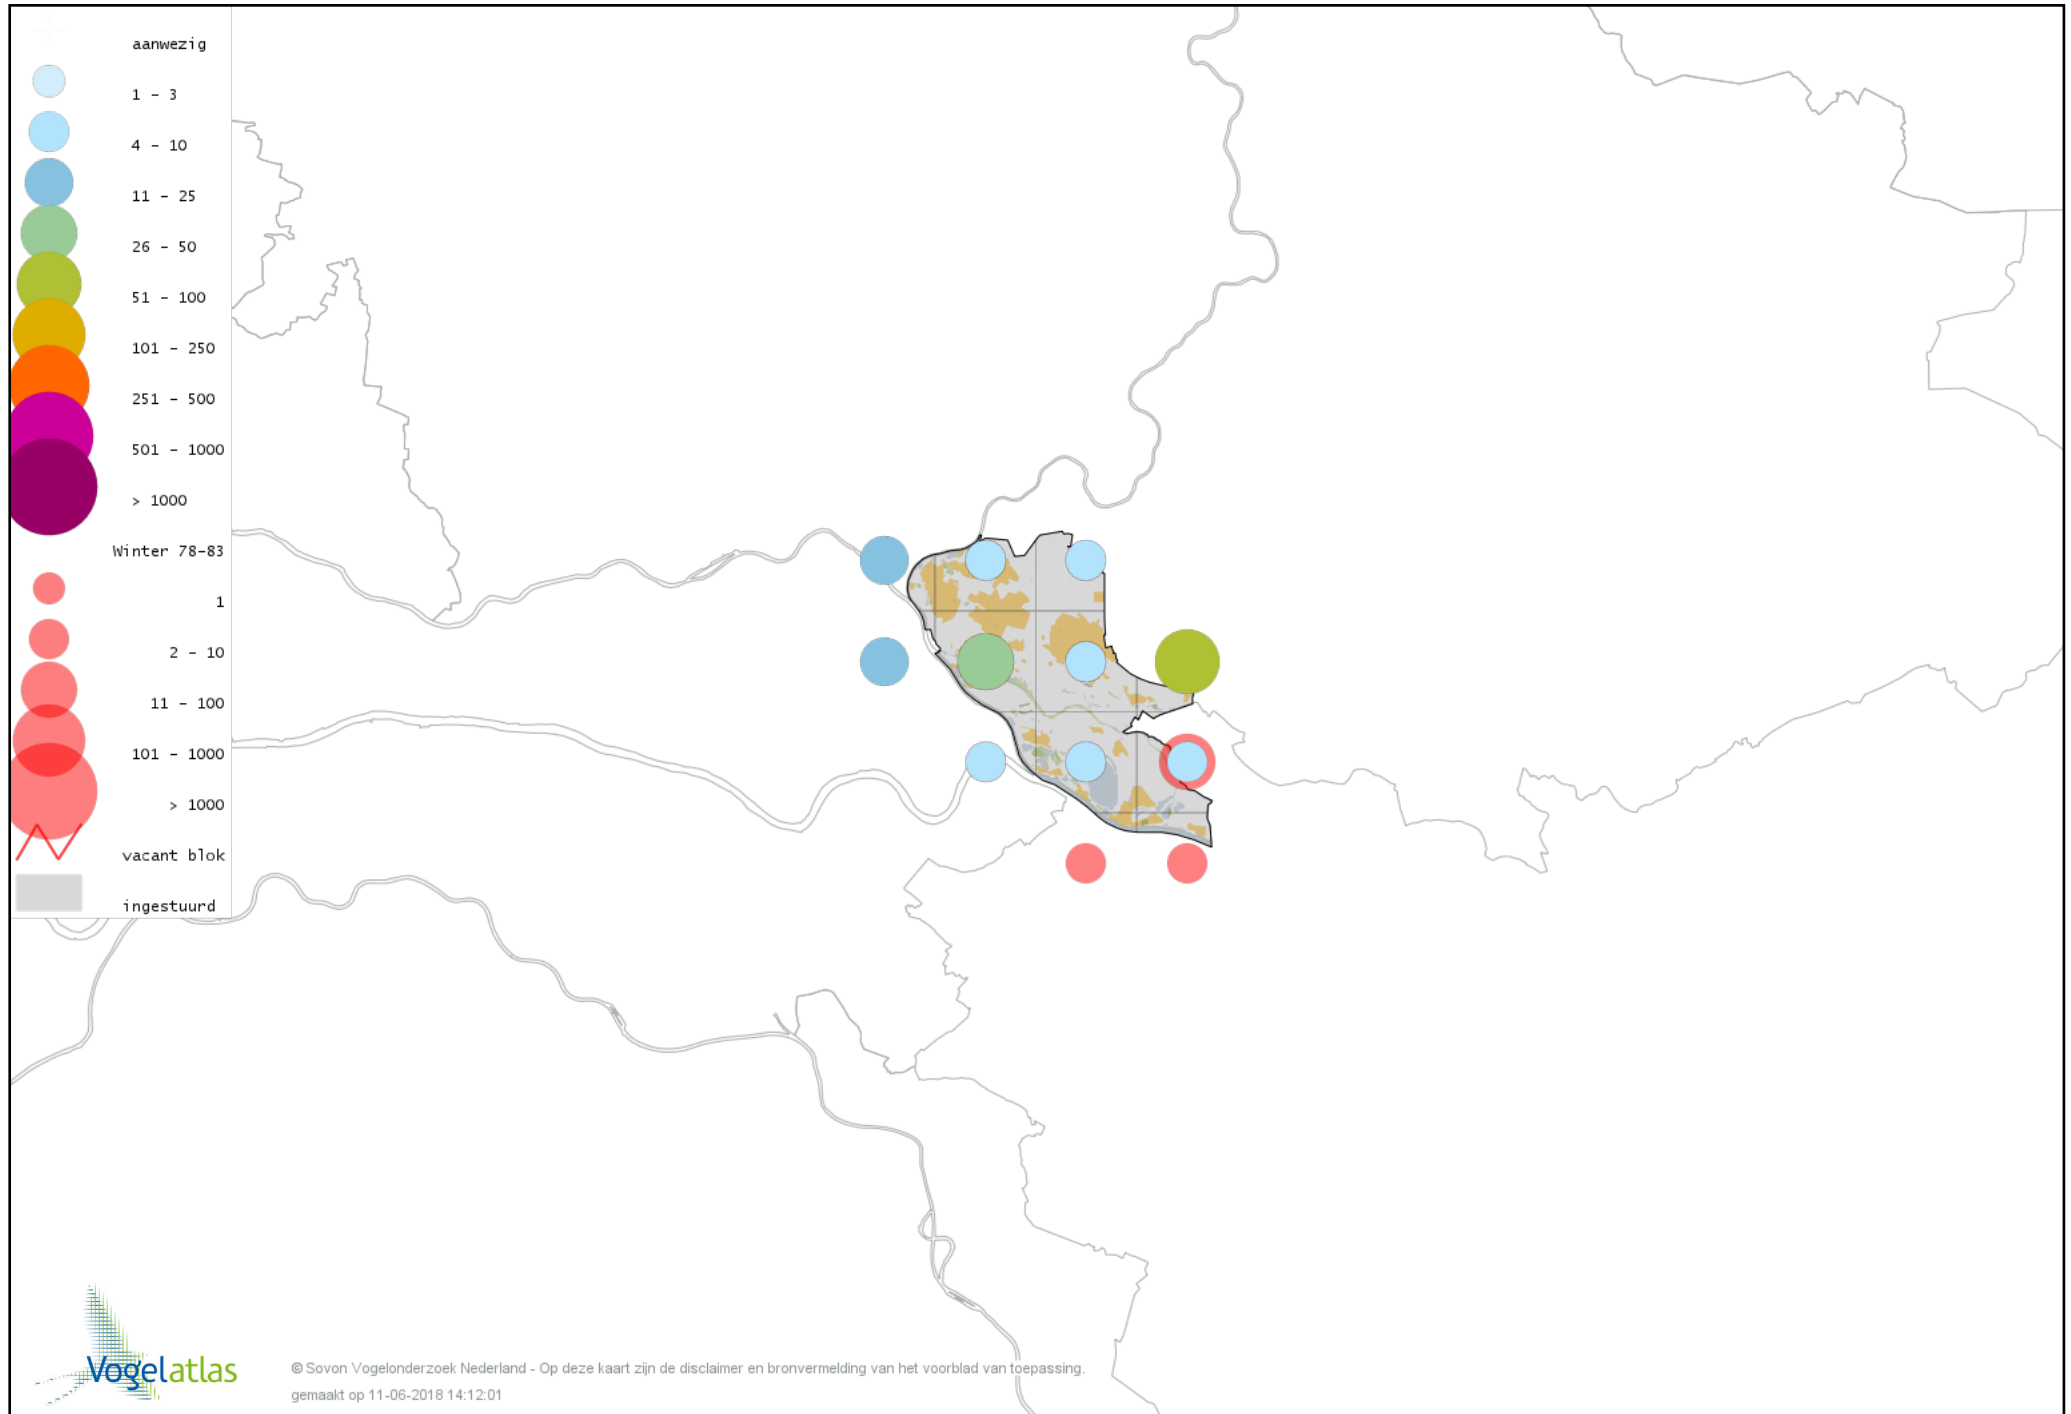 aanwezig
1 - 3
4 - 10
11 - 25
26 - 50
51 - 100
101 - 250
251 - 500
501 - 1000
> 1000
Winter 78-83
1
2 - 10
11 - 100
101 - 1000
> 1000
vacant blok
ingestuurd
Vogelatlas
© Sovon Vogelonderzoek Nederland - Op deze kaart zijn de disclaimer en bronvermelding van het voorblad van toepassing.
gemaakt op 11-06-2018 14:12:01